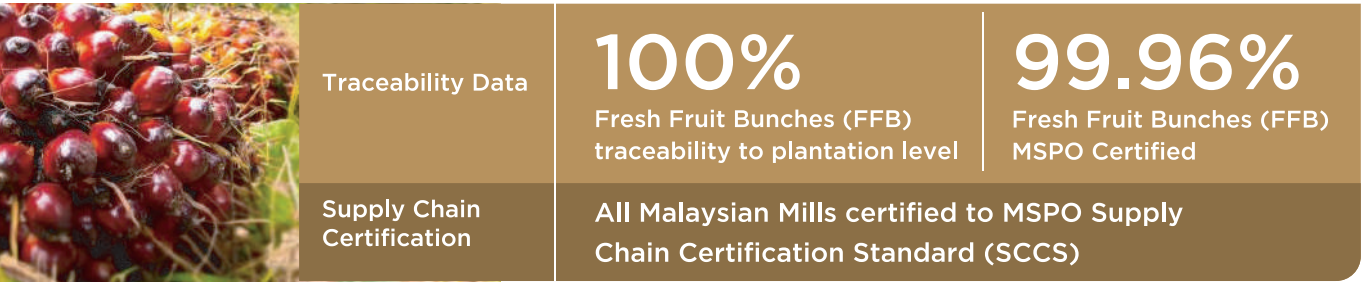 Traceability Data
100%
Fresh Fruit Bunches (FFB)
traceability to plantation level
99.96%
Fresh Fruit Bunches (FFB)
MSPO Certified
Supply Chain
Certification
All Malaysian Mills certified to MSPO Supply
Chain Certification Standard (SCCS)